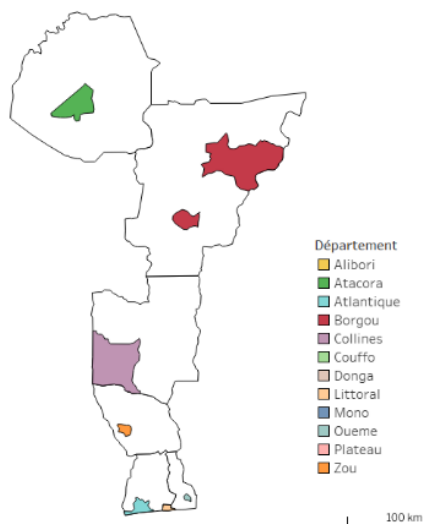 Département
Alibori
Atacora
Atlantique
Borgou
Collines
Couffo
Donga
Littoral
Mono
Oueme
Plateau
Zou
100 km